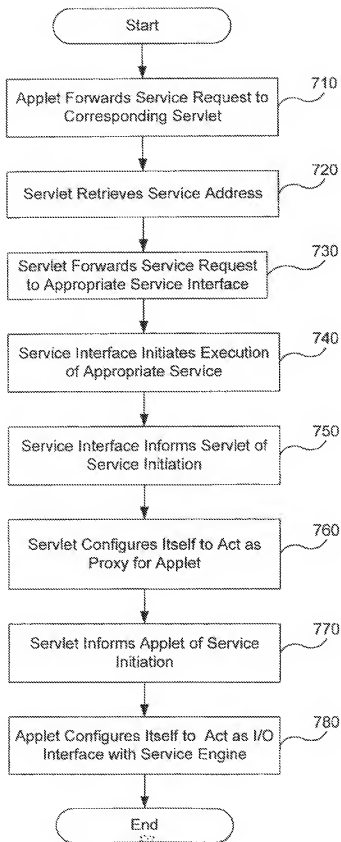 Start
710
Applet Forwards Service Request to
Corresponding Servlet
720
Servlet Retrieves Service Address
730
Servlet Forwards Service Request
to Appropriate Service Interface
740
Service Interface Initiates Execution
of Appropriate Service
750
Service Interface Informs Servlet of
Service Initiation
760
Servlet Configures Itself to Act as
Proxy for Applet
770
Servlet Informs Applet of Service
Initiation
780
Applet Configures Itself to Act as I/O
Interface with Service Engine
End